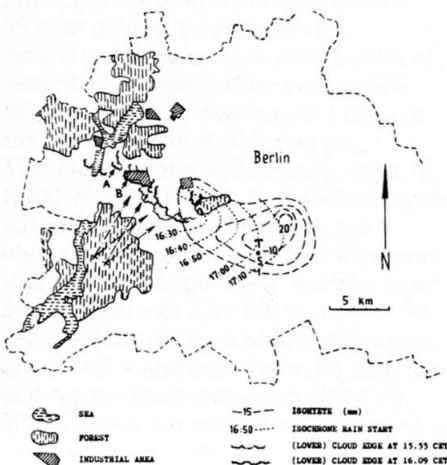 Berlin
A
B
16:30
16:40
16:50
17:00
17:10
20
10
T
N
5 km
SEA
FOREST
INDUSTRIAL AREA
—15— ISOHYETE (mm)
16:50 ISOCHRONE RAIN START
(LOWER) CLOUD EDGE AT 15.55 CET
(LOWER) CLOUD EDGE AT 16.09 CET